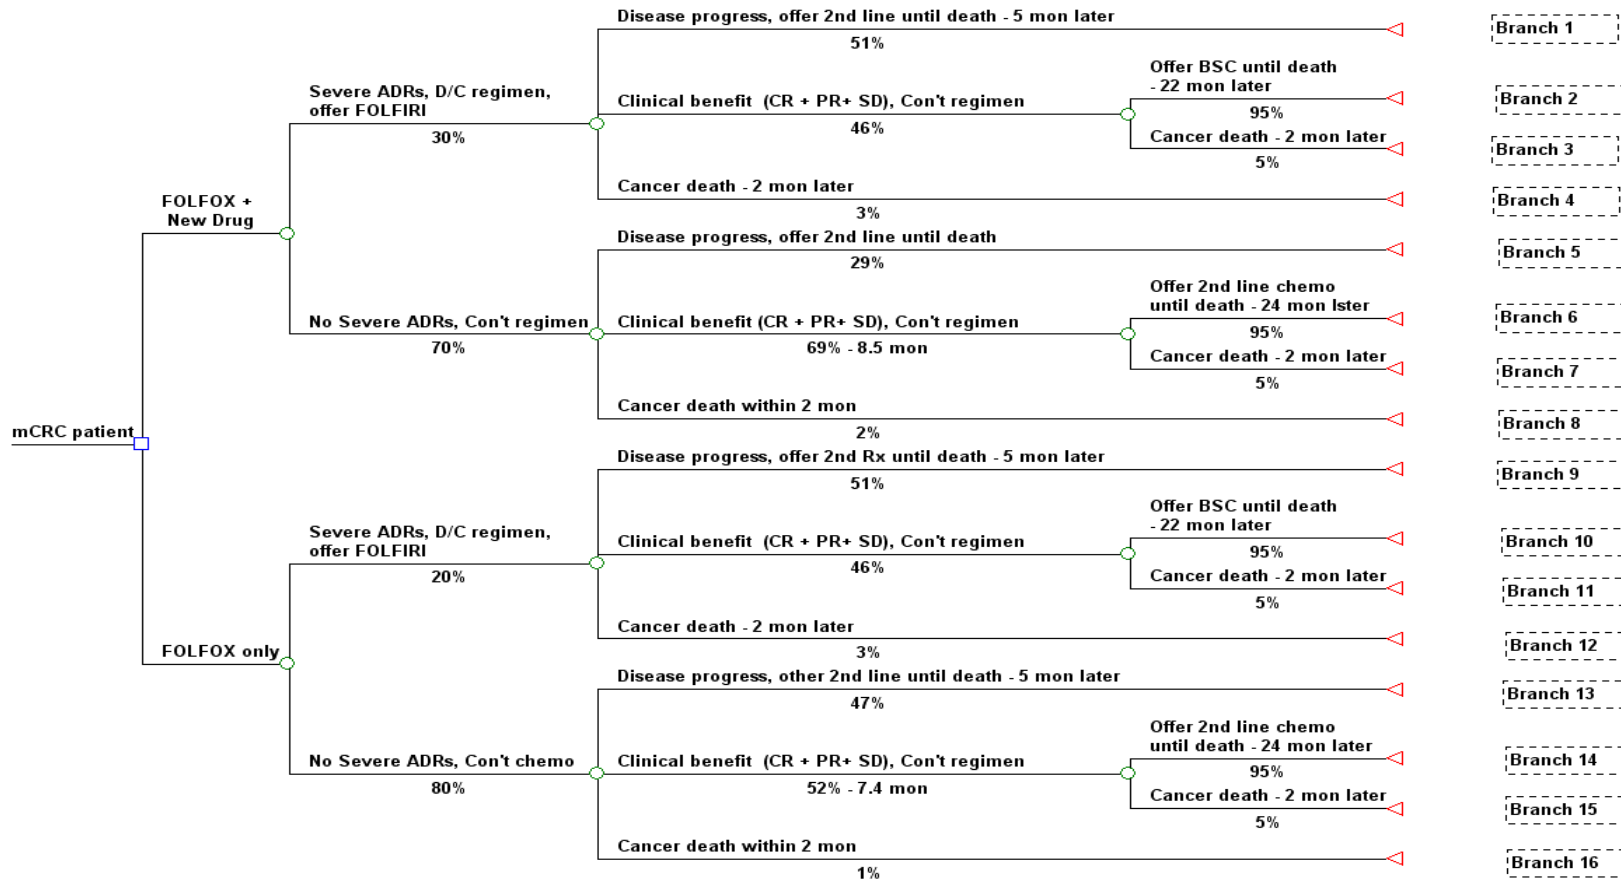 Disease progress, offer 2nd line until death - 5 mon later
51%
Branch 1
Severe ADRs, D/C regimen,
offer FOLFIRI
30%
Clinical benefit (CR + PR+ SD), Con't regimen
46%
Offer BSC until death
- 22 mon later
95%
Branch 2
Cancer death - 2 mon later
5%
Branch 3
Cancer death - 2 mon later
3%
Branch 4
FOLFOX +
New Drug
Disease progress, offer 2nd line until death
29%
Branch 5
No Severe ADRs, Con't regimen
70%
Clinical benefit (CR + PR+ SD), Con't regimen
69% - 8.5 mon
Offer 2nd line chemo
until death - 24 mon lster
95%
Branch 6
Cancer death - 2 mon later
5%
Branch 7
Cancer death within 2 mon
2%
Branch 8
mCRC patient
Disease progress, offer 2nd Rx until death - 5 mon later
51%
Branch 9
Severe ADRs, D/C regimen,
offer FOLFIRI
20%
Clinical benefit (CR + PR+ SD), Con't regimen
46%
Offer BSC until death
- 22 mon later
95%
Branch 10
Cancer death - 2 mon later
5%
Branch 11
Cancer death - 2 mon later
3%
Branch 12
FOLFOX only
Disease progress, other 2nd line until death - 5 mon later
47%
Branch 13
No Severe ADRs, Con't chemo
80%
Clinical benefit (CR + PR+ SD), Con't regimen
52% - 7.4 mon
Offer 2nd line chemo
until death - 24 mon later
95%
Branch 14
Cancer death - 2 mon later
5%
Branch 15
Cancer death within 2 mon
1%
Branch 16